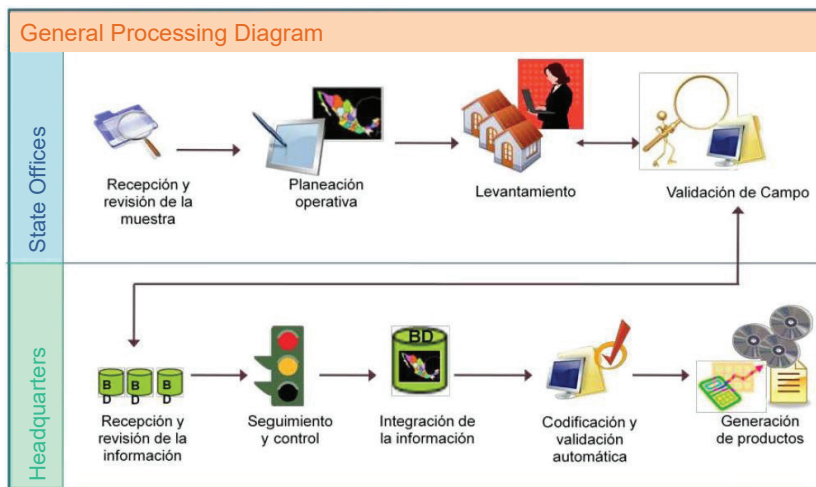 General Processing Diagram
State Offices
Recepción y
revisión de la
muestra
Planeación
operativa
Levantamiento
Validación de Campo
Headquarters
B
D
B
D
B
D
Recepción y
revisión de la
información
Seguimiento
y control
BD
Integración de
la información
Codificación y
validación
automática
Generación
de productos